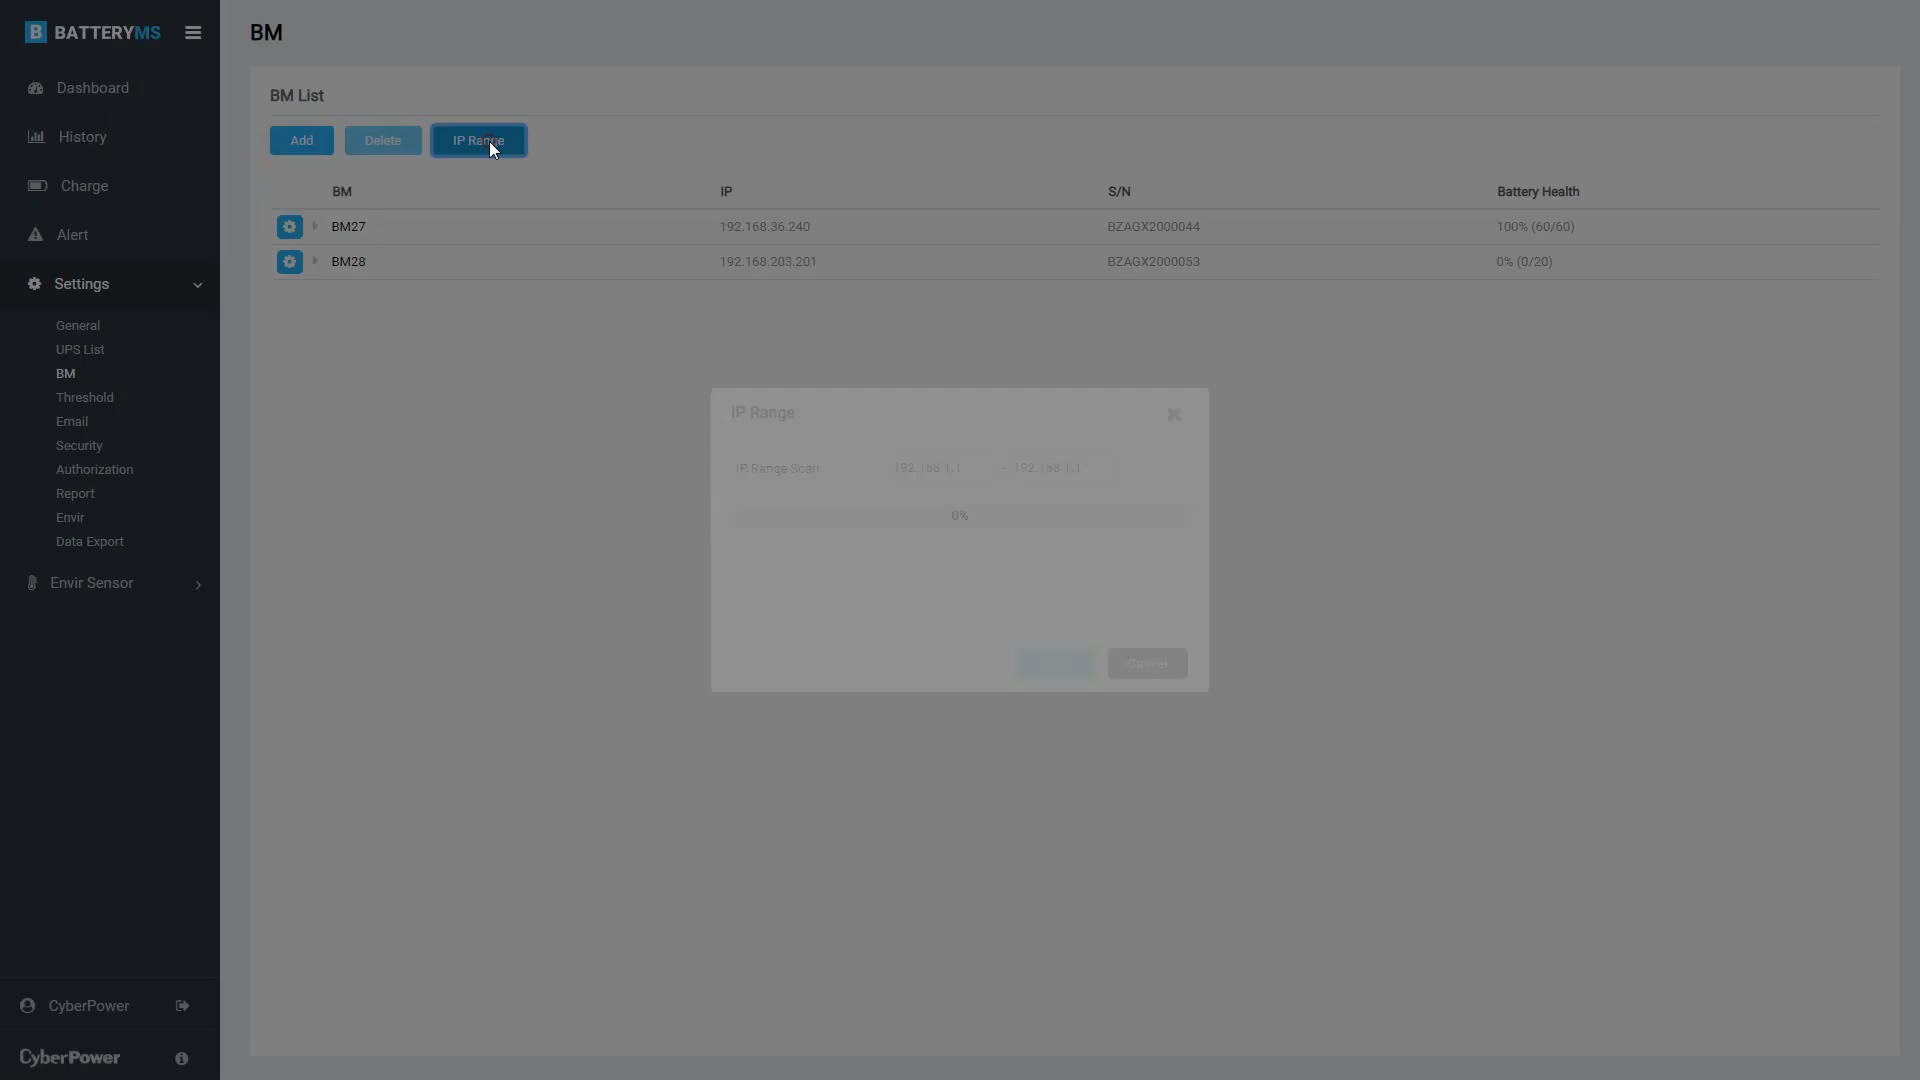 B BATTERYMS
Dashboard
History
Charge
Alert
Settings
General
UPS List
BM
Threshold
Email
Security
Authorization
Report
Envir
Data Export
Envir Sensor
CyberPower
CyberPower
BM
BM List
Add
Delete
IP Range
BM IP S/N Battery Health
BM27 192.168.36.240 BZAGX2000044 100% (60/60)
BM28 192.168.203.201 BZAGX2000053 0% (0/20)
IP Range
IP Range Scan 192.168.1.1 - 192.168.1.1
0%
Cancel